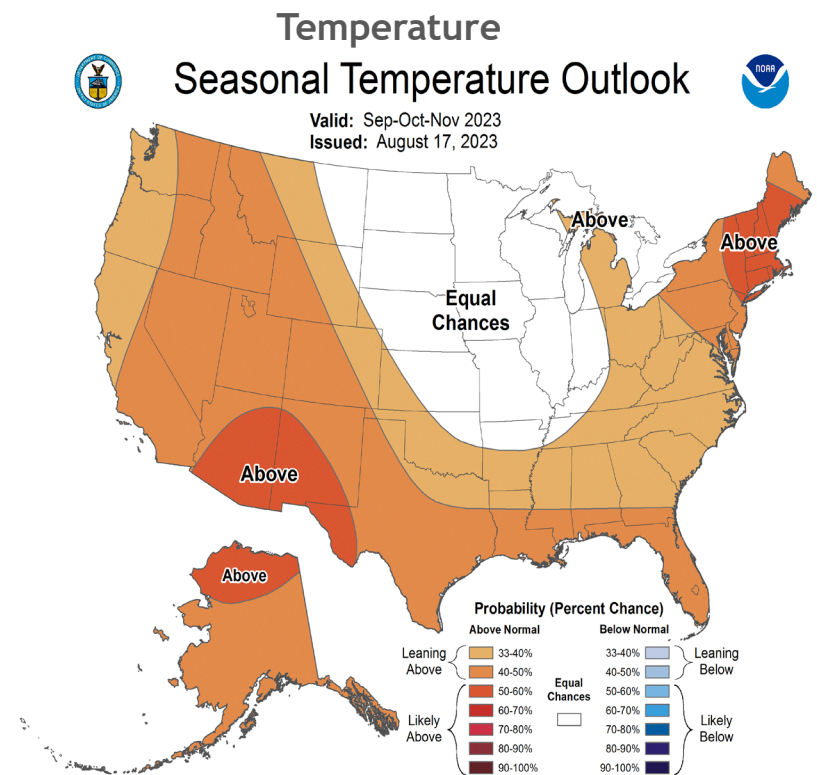 Temperature
NOAA
Seasonal Temperature Outlook
Valid: Sep-Oct-Nov 2023
Issued: August 17, 2023
Above
Above
Equal
Chances
Above
Above
Probability (Percent Chance)
Above Normal
Below Normal
Leaning
Above
33-40%
40-50%
Likely
Above
50-60%
60-70%
70-80%
80-90%
90-100%
Equal
Chances
33-40%
40-50%
Leaning
Below
50-60%
60-70%
70-80%
80-90%
90-100%
Likely
Below